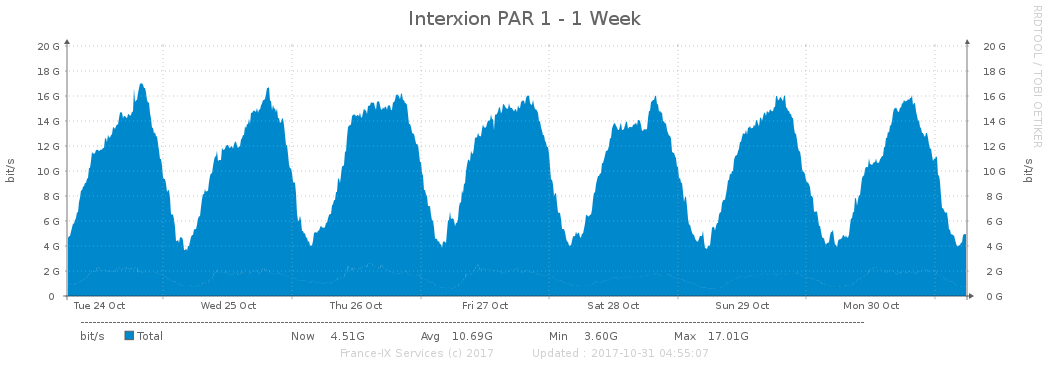 Interxion PAR 1 - 1 Week
RRDTOOL / TOBI OETIKER
20 G 20 G
18 G 18 G
16 G 16 G
14 G 14 G
12 G 12 G
10 G 10 G
8 G 8 G
6 G 6 G
4 G 4 G
2 G 2 G
0 0 G
bit/s bit/s
Tue 24 Oct Wed 25 Oct Thu 26 Oct Fri 27 Oct Sat 28 Oct Sun 29 Oct Mon 30 Oct
bit/s Total Now 4.51G Avg 10.69G Min 3.60G Max 17.01G
France-IX Services (c) 2017 Updated : 2017-10-31 04:55:07